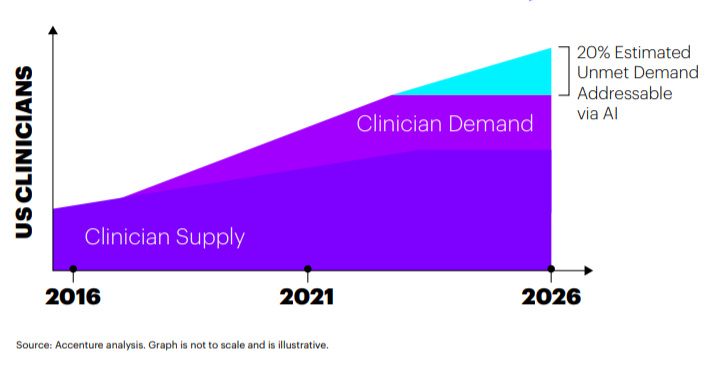 20% Estimated
Unmet Demand
Addressable
via AI
Clinician Demand
US CLINICIANS
Clinician Supply
2016
2021
2026
Source: Accenture analysis. Graph is not to scale and is illustrative.